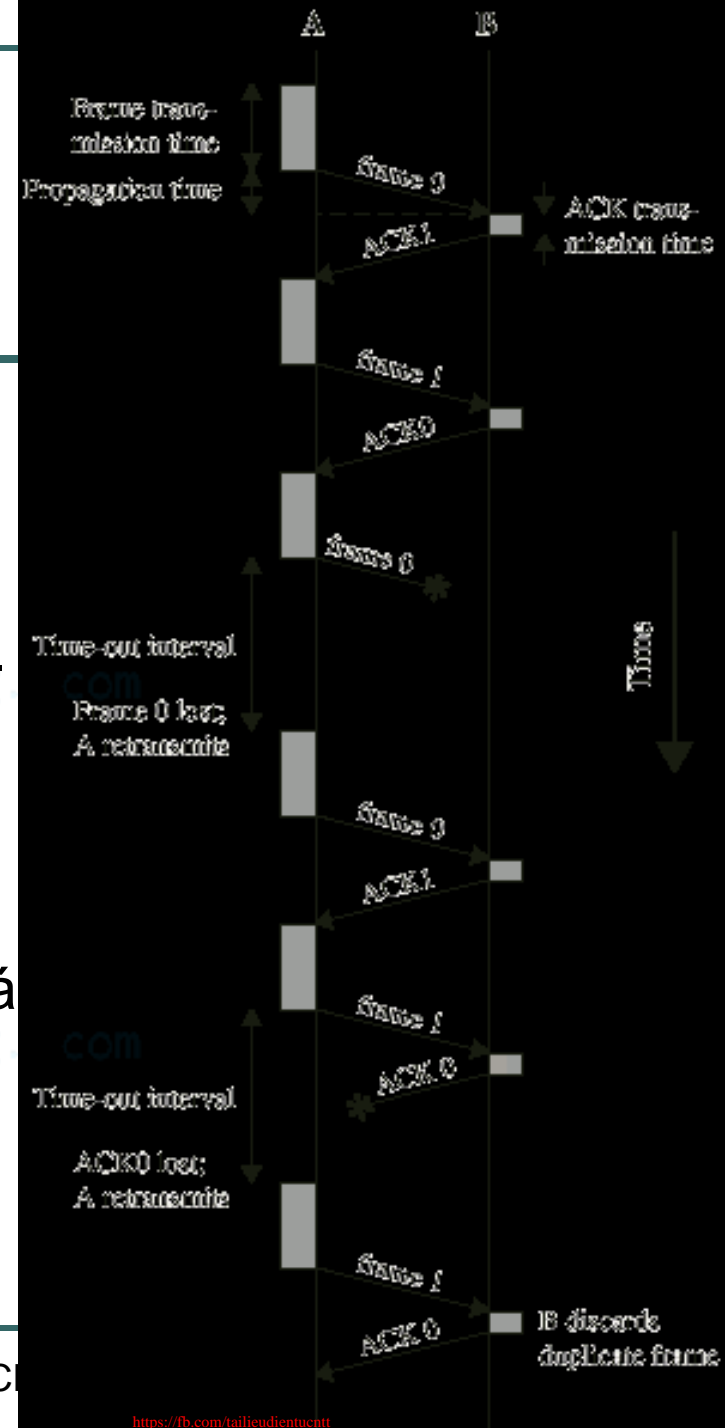 A B
Frame trans-
mission time
Propagation time
frame 0
ACK trans-
mission time
ACK1
frame 1
ACK0
frame 0
Time-out interval
Time
com
Frame 0 lost;
A retransmits
frame 0
ACK1
á
frame 1
com
ACK 0
Time-out interval
ACK0 lost;
A retransmits
frame 1
B discards
duplicate frame
ACK 0
https://fb.com/tailieudientucntt